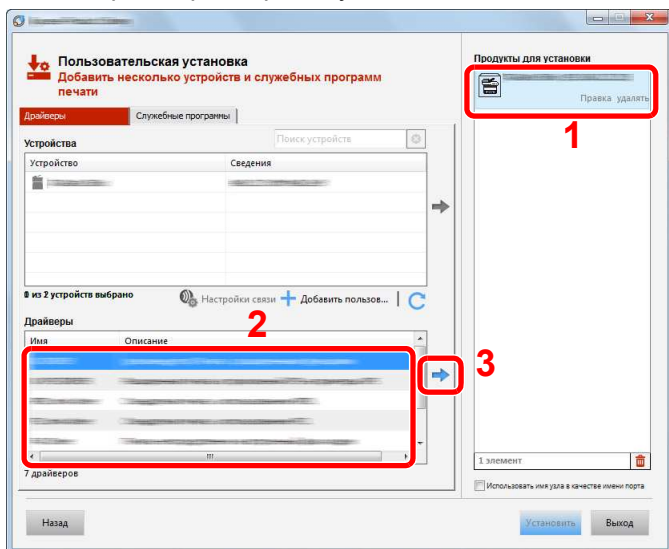 Пользовательская установка
Добавить несколько устройств и служебных программ
печати
Драйверы
Служебные программы
Устройства
Поиск устройств
Устройство
Сведения
0 из 2 устройств выбрано
Настройки связи
Добавить пользов...
Драйверы
2
Имя
Описание
3
7 драйверов
Продукты для установки
Правка удалять
1
1 элемент
Использовать имя узла в качестве имени порта
Назад
Установить
Выход